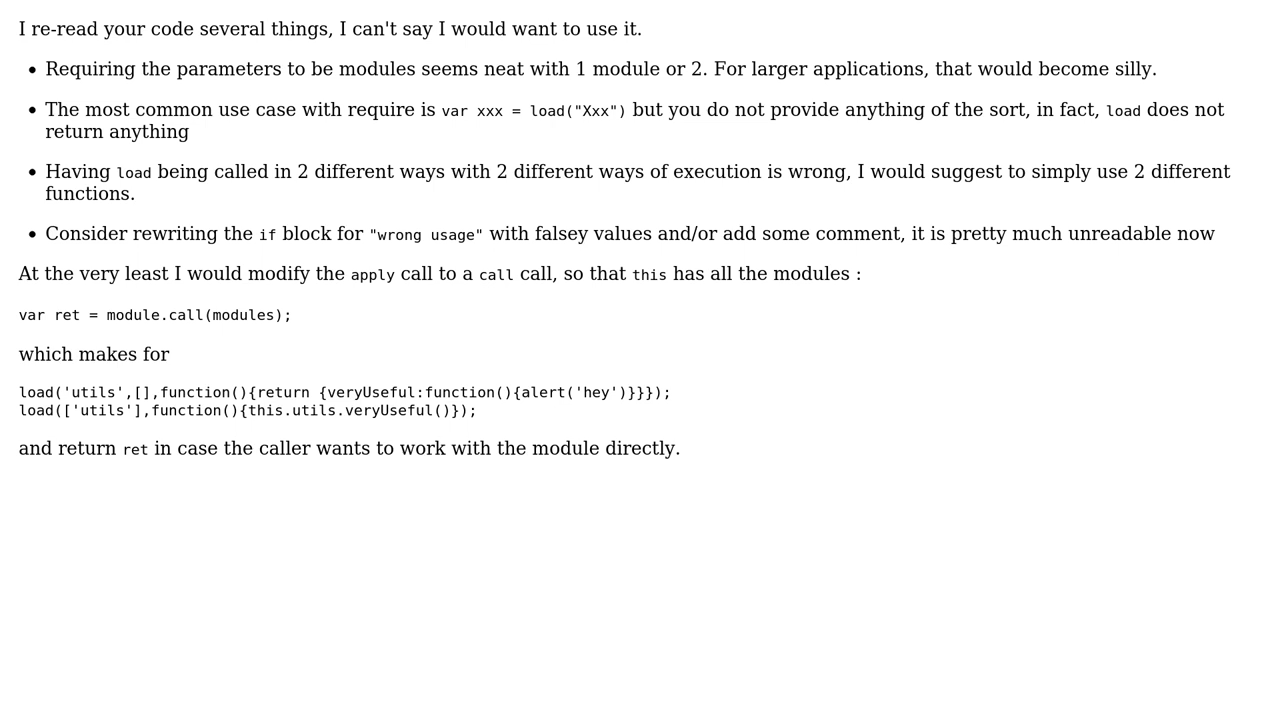 I re-read your code several things, I can't say I would want to use it.
• Requiring the parameters to be modules seems neat with 1 module or 2. For larger applications, that would become silly.
• The most common use case with require is var xxx = load("Xxx") but you do not provide anything of the sort, in fact, load does not
return anything
• Having load being called in 2 different ways with 2 different ways of execution is wrong, I would suggest to simply use 2 different
functions.
• Consider rewriting the if block for "wrong usage" with falsey values and/or add some comment, it is pretty much unreadable now
At the very least I would modify the apply call to a call call, so that this has all the modules :
var ret = module.call(modules);
which makes for
load('utils',[],function(){return {veryUseful:function(){alert('hey')}}});
load(['utils'],function(){this.utils.veryUseful()});
and return ret in case the caller wants to work with the module directly.